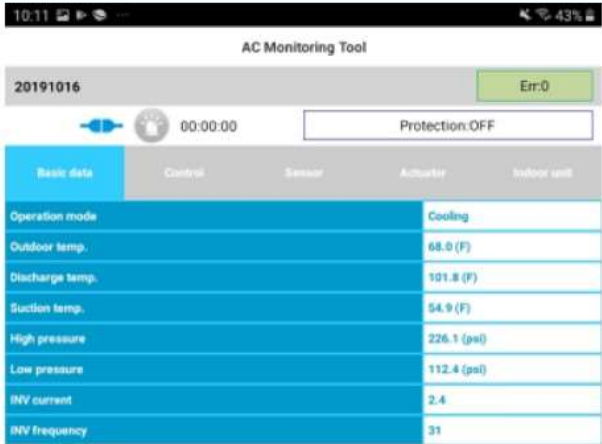 10:11 ... 43%
AC Monitoring Tool
20191016 Err:0
00:00:00 Protection:OFF
Basic data Control Sensor Actuator Indoor unit
Operation mode Cooling
Outdoor temp. 68.0 (F)
Discharge temp. 101.8 (F)
Suction temp. 54.9 (F)
High pressure 226.1 (psi)
Low pressure 112.4 (psi)
INV current 2.4
INV frequency 31